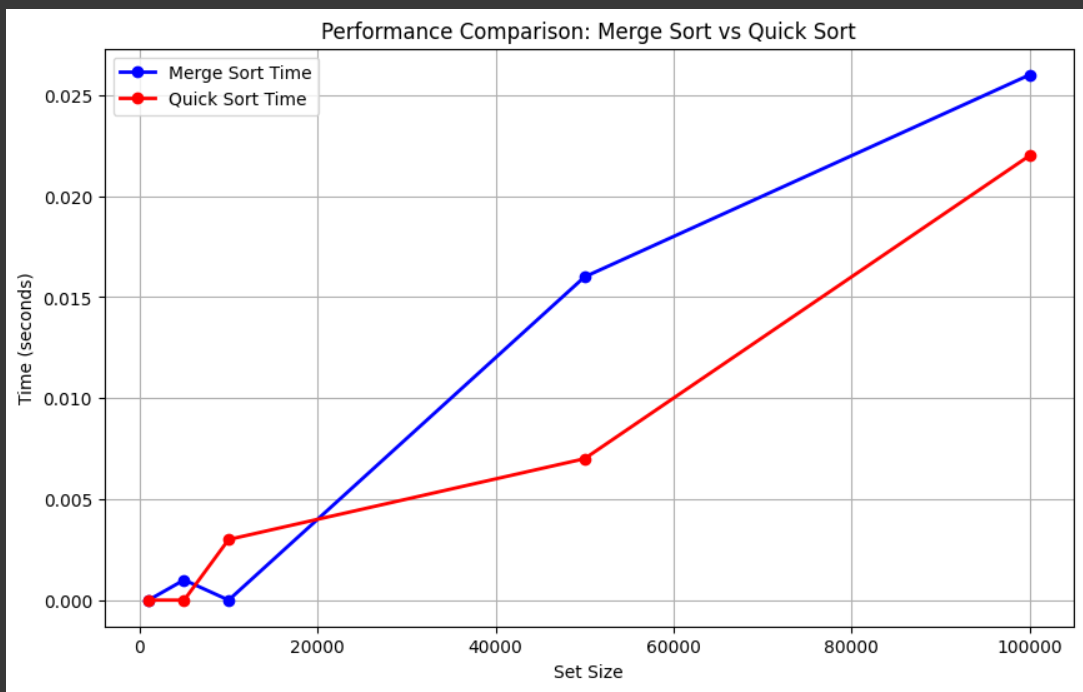 Performance Comparison: Merge Sort vs Quick Sort
Merge Sort Time
Quick Sort Time
0.025
0.020
0.015
0.010
0.005
0.000
Time (seconds)
0 20000 40000 60000 80000 100000
Set Size